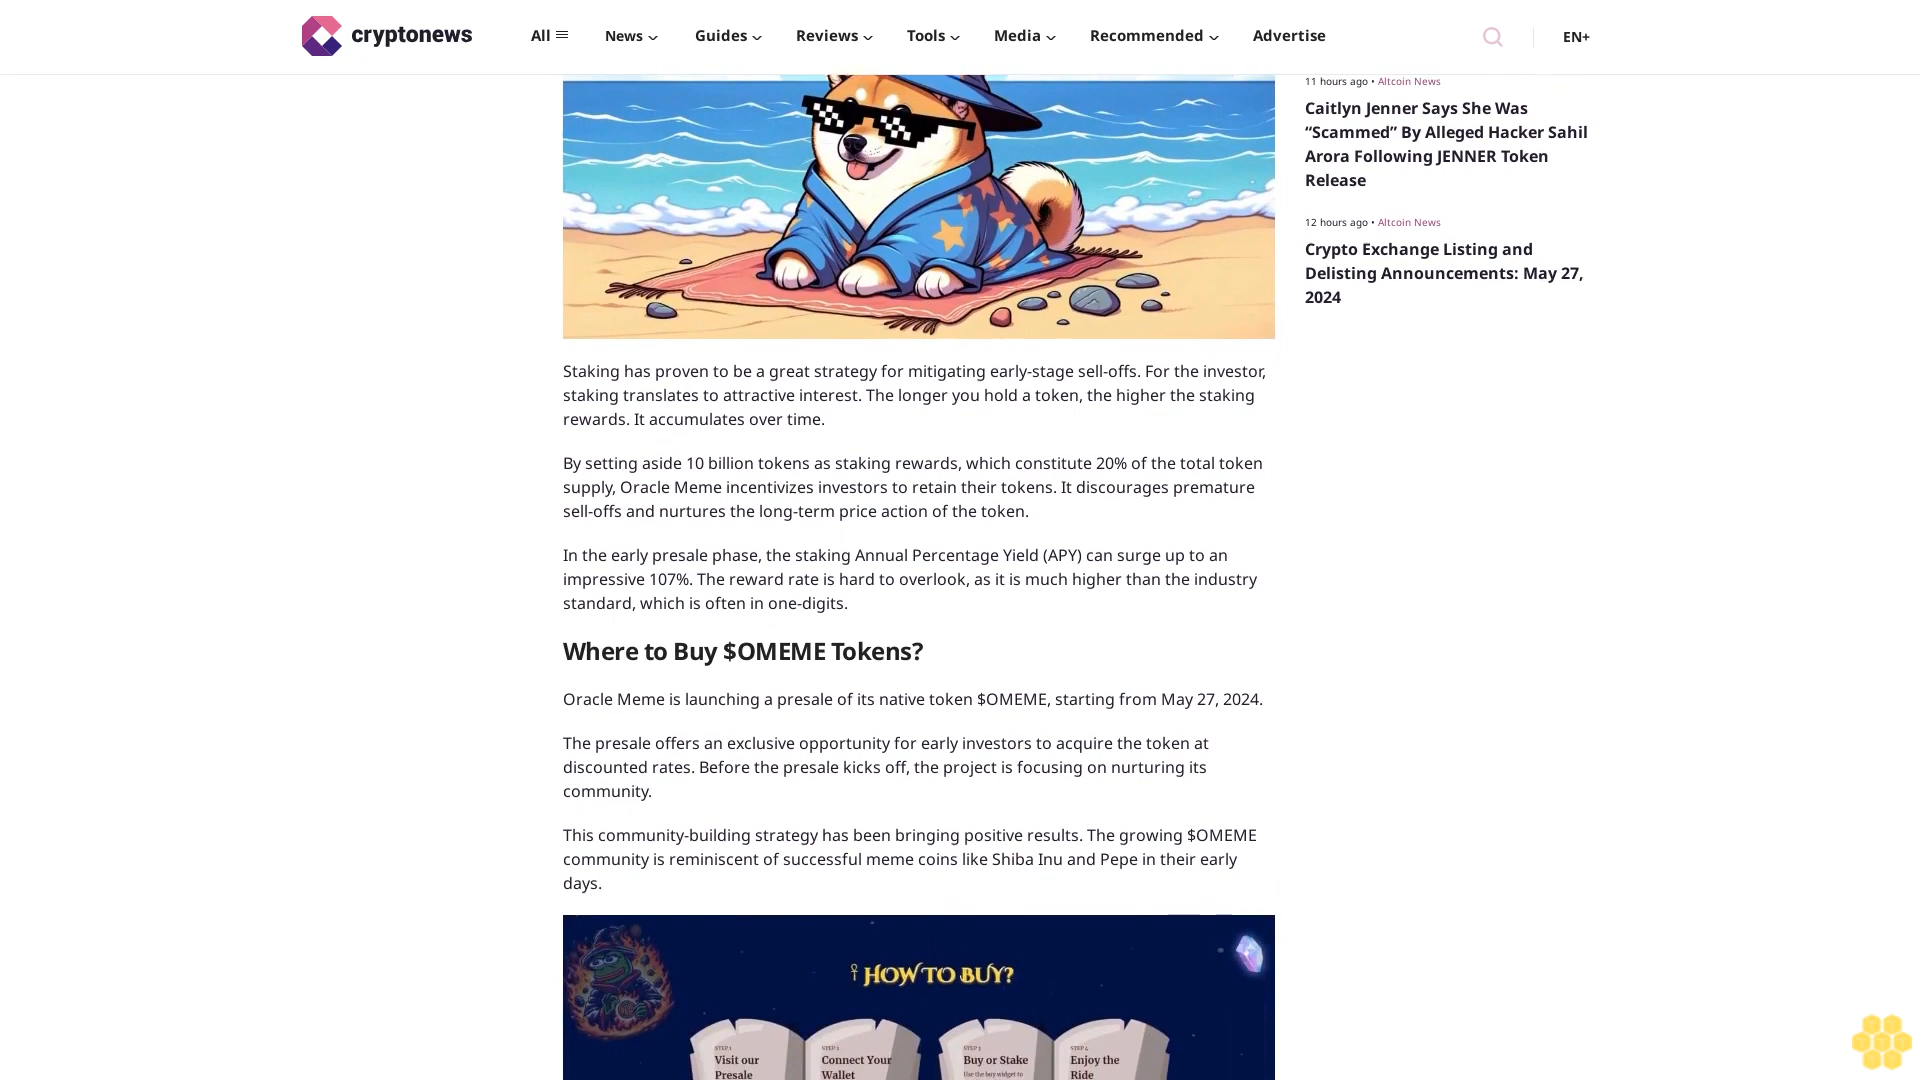 cryptonews
All
News
Guides
Reviews
Tools
Media
Recommended
Advertise
EN+
11 hours ago • Altcoin News
Caitlyn Jenner Says She Was
“Scammed” By Alleged Hacker Sahil
Arora Following JENNER Token
Release
12 hours ago • Altcoin News
Crypto Exchange Listing and
Delisting Announcements: May 27,
2024
Staking has proven to be a great strategy for mitigating early-stage sell-offs. For the investor,
staking translates to attractive interest. The longer you hold a token, the higher the staking
rewards. It accumulates over time.
By setting aside 10 billion tokens as staking rewards, which constitute 20% of the total token
supply, Oracle Meme incentivizes investors to retain their tokens. It discourages premature
sell-offs and nurtures the long-term price action of the token.
In the early presale phase, the staking Annual Percentage Yield (APY) can surge up to an
impressive 107%. The reward rate is hard to overlook, as it is much higher than the industry
standard, which is often in one-digits.
Where to Buy $OMEME Tokens?
Oracle Meme is launching a presale of its native token $OMEME, starting from May 27, 2024.
The presale offers an exclusive opportunity for early investors to acquire the token at
discounted rates. Before the presale kicks off, the project is focusing on nurturing its
community.
This community-building strategy has been bringing positive results. The growing $OMEME
community is reminiscent of successful meme coins like Shiba Inu and Pepe in their early
days.
HOW TO BUY?
STEP 1
Visit our
Presale
STEP 2
Connect Your
Wallet
STEP 3
Buy or Stake
Use the buy widget to
STEP 4
Enjoy the
Ride